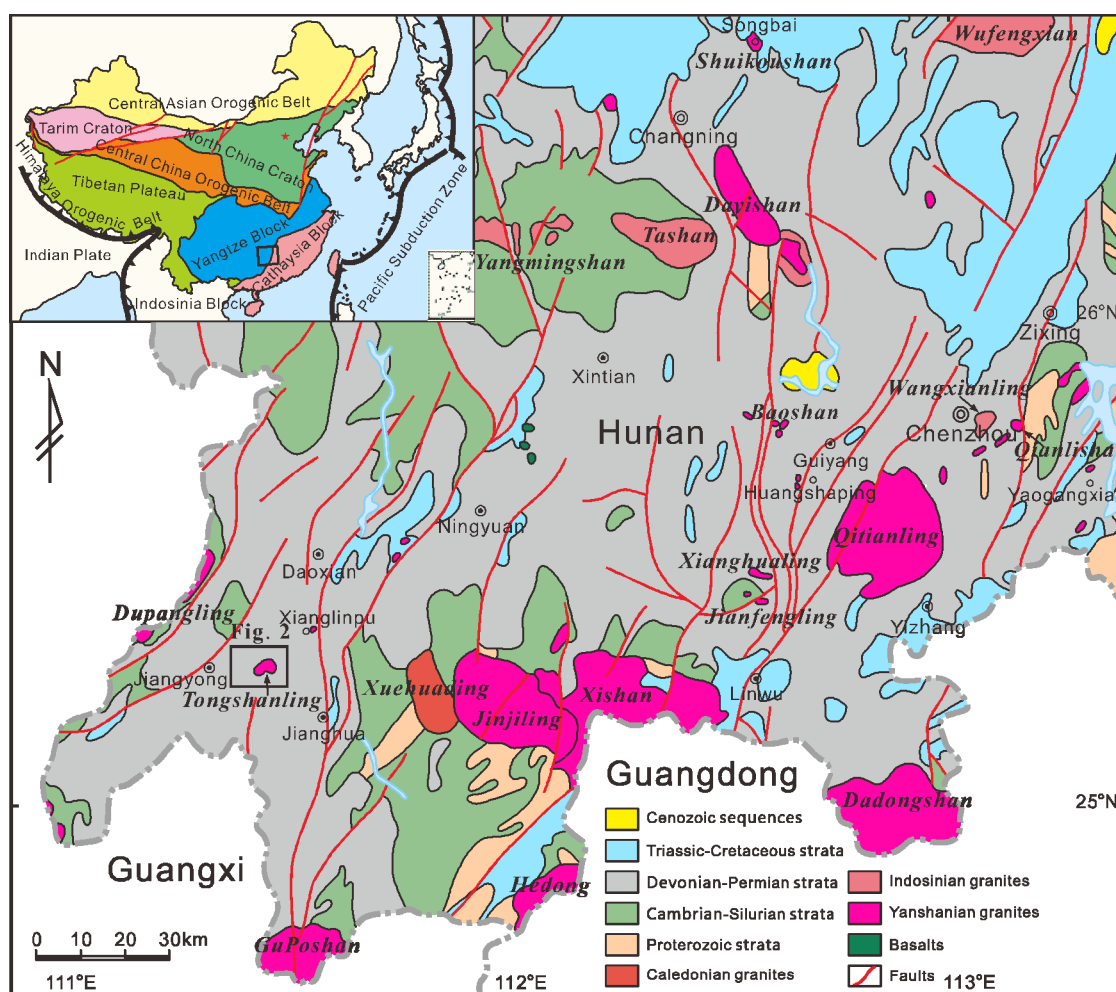 Central Asian Orogenic Belt
Tarim Craton
North China Crato
Central China Orogenic Belt
Himalaya Orogenic Belt
Tibetan Plateau
Yangtze Block
Cathaysia Block
Indian Plate
Indosinia Block
Pacific Subduction Zone
Songbai
Shuikoushan
Wufengxian
Changning
Dayishan
Tashan
Yangmingshan
26°N
Zixing
N
Xintian
Wangxianling
Baoshan
Chenzhou
Hunan
Qianlisha
Guiyang
Huangshaping
Yaogangxia
Ningyuan
Qitianling
Daoxian
Xianghualing
Dupangling
Xianglinpu
Jianfengling
Yizhang
Fig. 2
Jiangyong
Tongshanling
Xuehuading
Xishan
Linwu
Jinjiling
Jianghua
Guangdong
Dadongshan
25°N
Guangxi
Hedong
GuPoshan
Cenozoic sequences
Triassic-Cretaceous strata
Devonian-Permian strata
Cambrian-Silurian strata
Proterozoic strata
Caledonian granites
Indosinian granites
Yanshanian granites
Basalts
Faults
0 10 20 30km
111°E
112°E
113°E